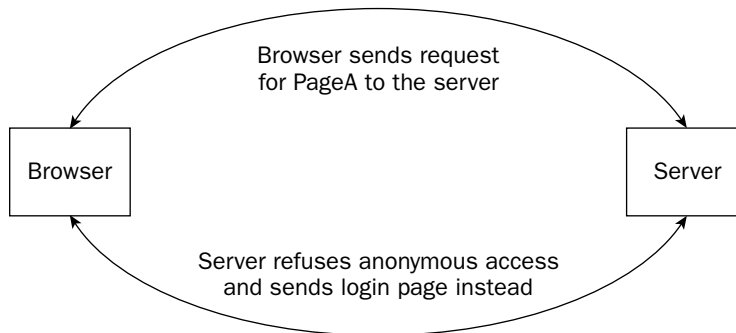 Browser sends request
for PageA to the server
Browser
Server
Server refuses anonymous access
and sends login page instead